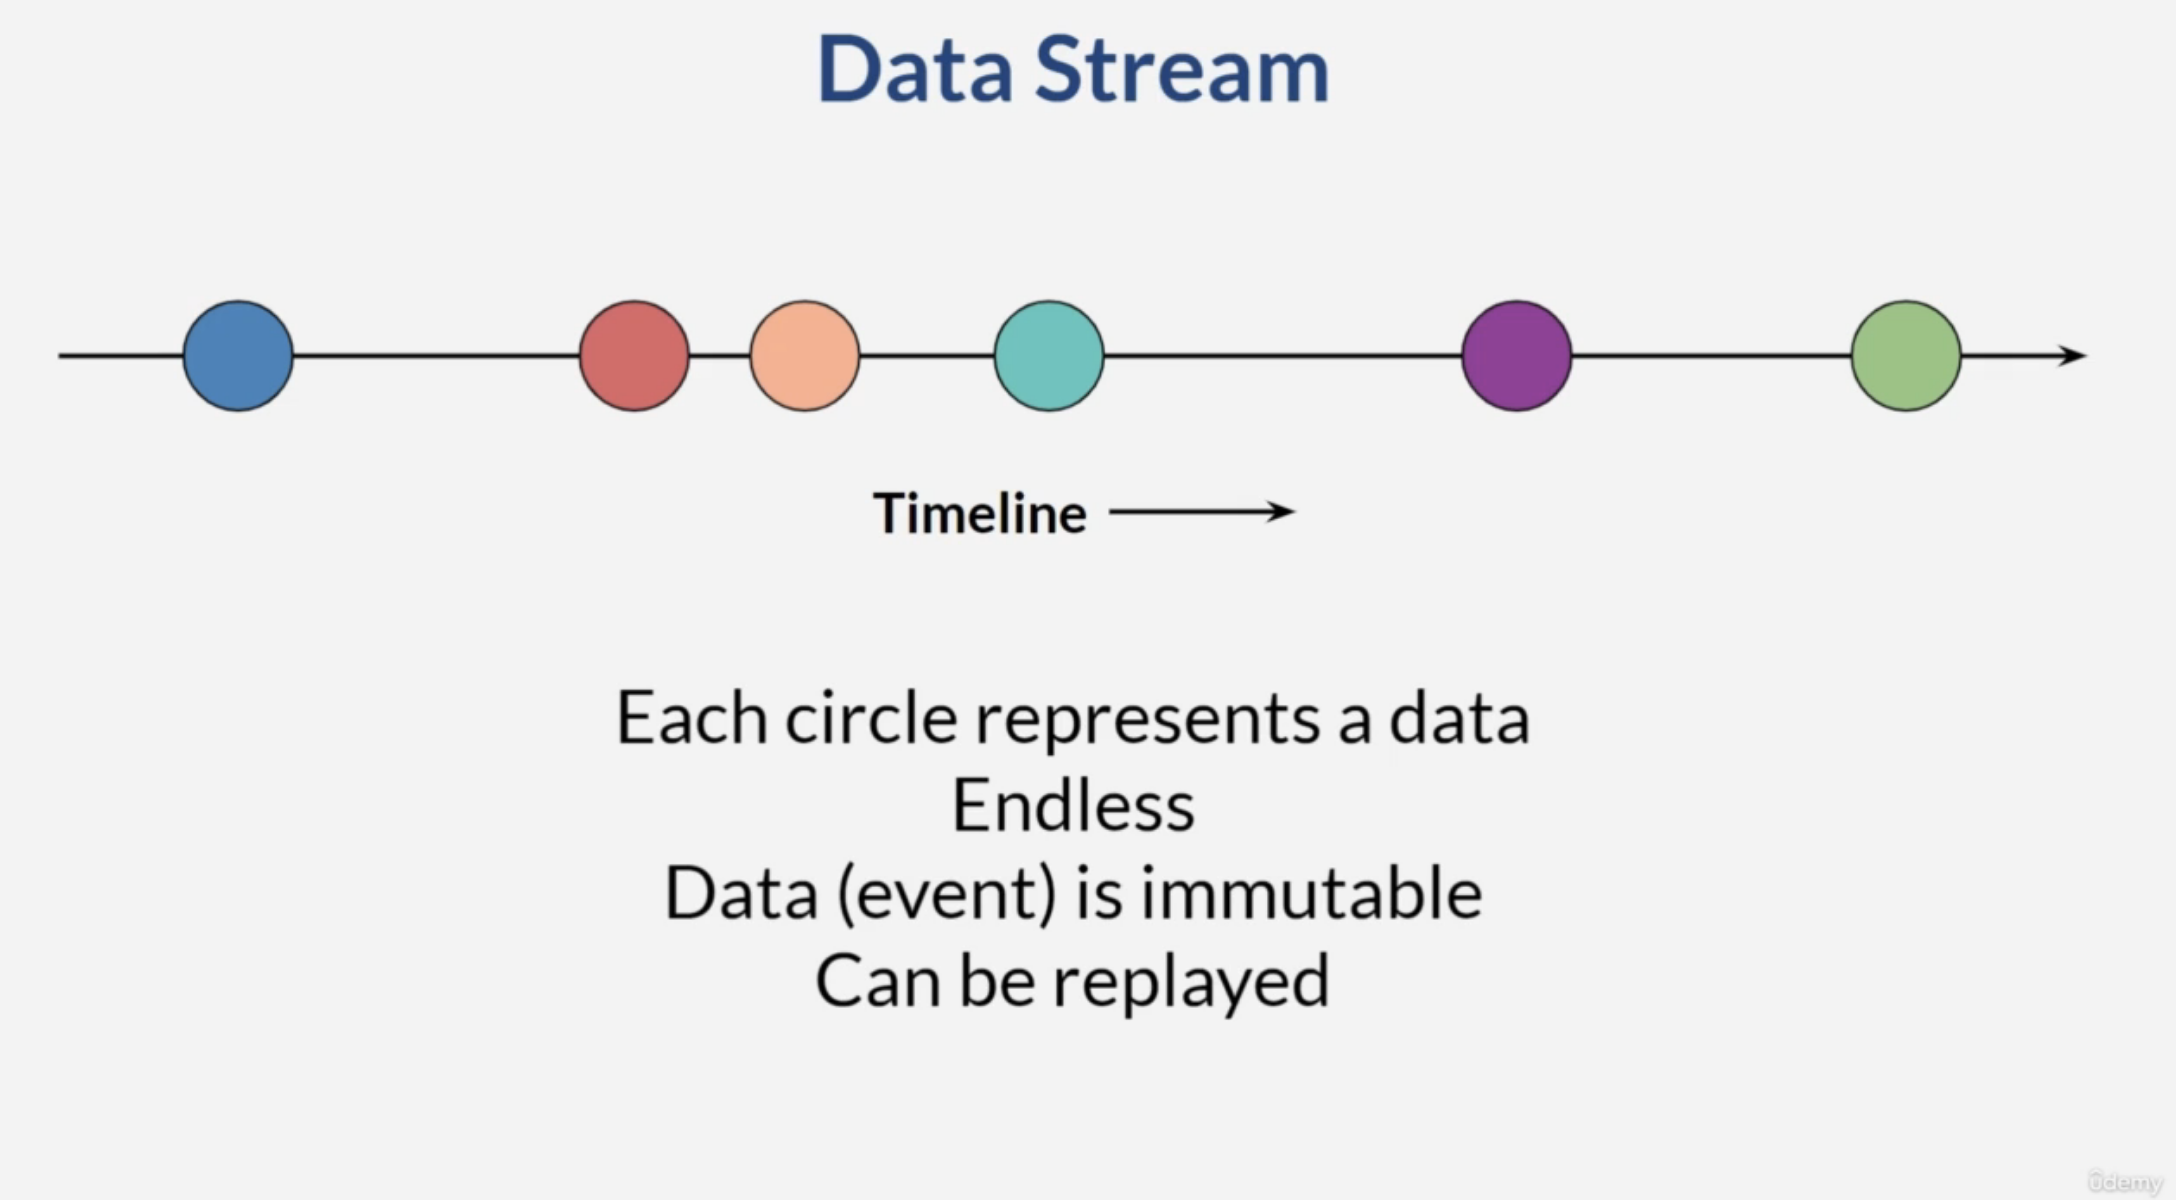 Data Stream
Timeline
Each circle represents a data
Endless
Data (event) is immutable
Can be replayed
ûdemy